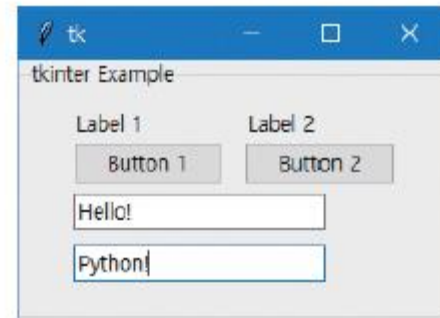 tk
tkinter Example
Label 1 Label 2
Button 1 Button 2
Hello!
Python!